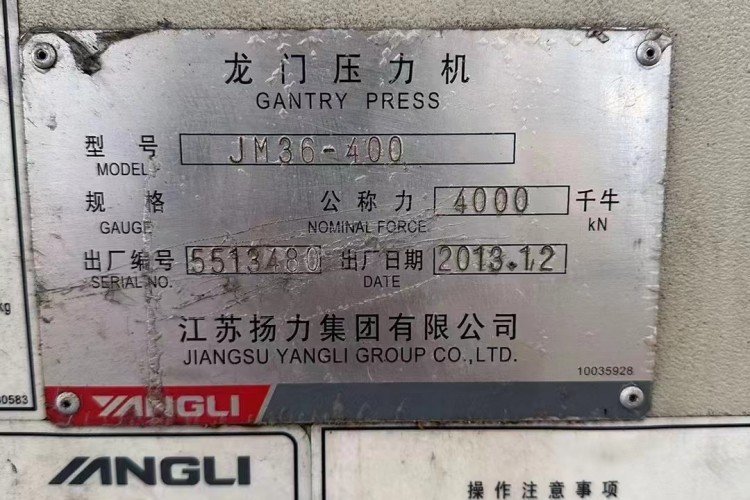 龙门压力机
GANTRY PRESS
型号 JM36-400
MODEL
规格 公称力 4000 千牛
GAUGE NOMINAL FORCE kN
出厂编号 5513480 出厂日期 2013.12
SERIAL NO. DATE
江苏扬力集团有限公司
JIANGSU YANGLI GROUP CO.,LTD.
10035928
YANGLI
kg
0583
YANGLI
操作注意事项